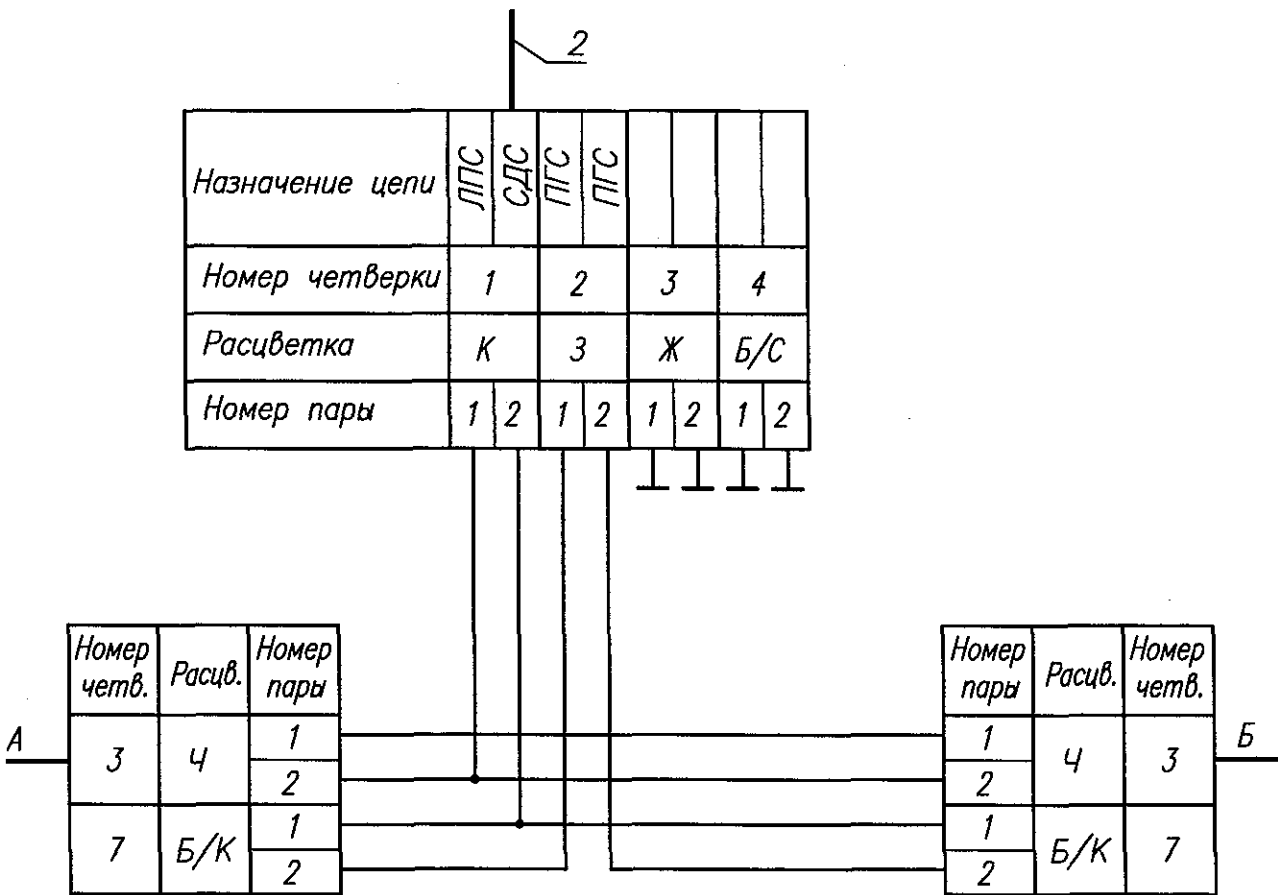 2
Назначение цепи ЛПС СДС ПГС ПГС
Номер четверки 1 2 3 4
Расцветка К З Ж Б/С
Номер пары 1 2 1 2 1 2 1 2
Номер четв. Расцв. Номер пары
А
3 Ч 1
2
7 Б/К 1
2
Номер пары Расцв. Номер четв.
Б
1 Ч 3
2
1 Б/К 7
2